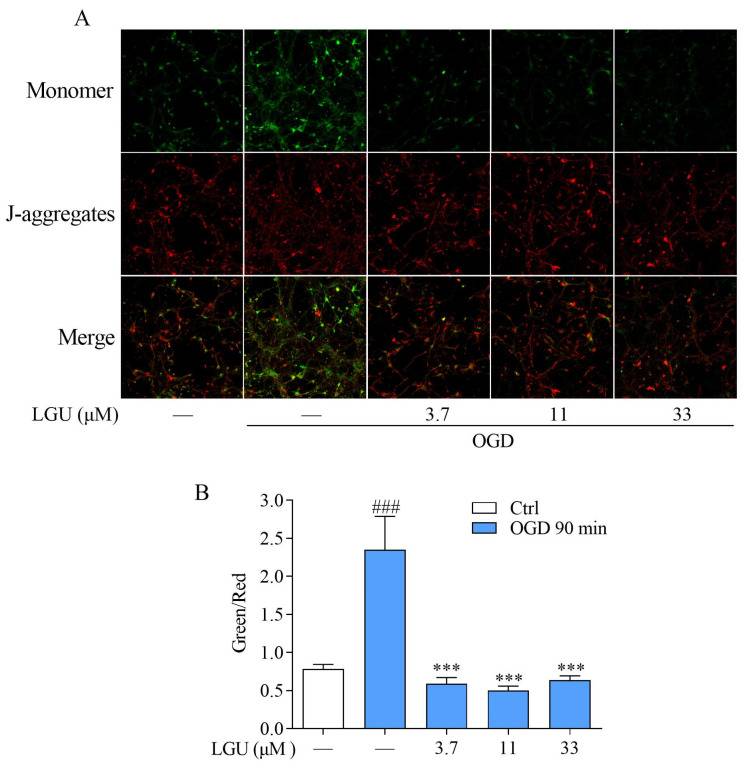 A
Monomer
J-aggregates
Merge
LGU (μM) — — 3.7 11 33
OGD
B
3.0
2.5
2.0
1.5
1.0
0.5
0.0
Green/Red
###
*** *** ***
Ctrl
OGD 90 min
LGU (μM ) — — 3.7 11 33